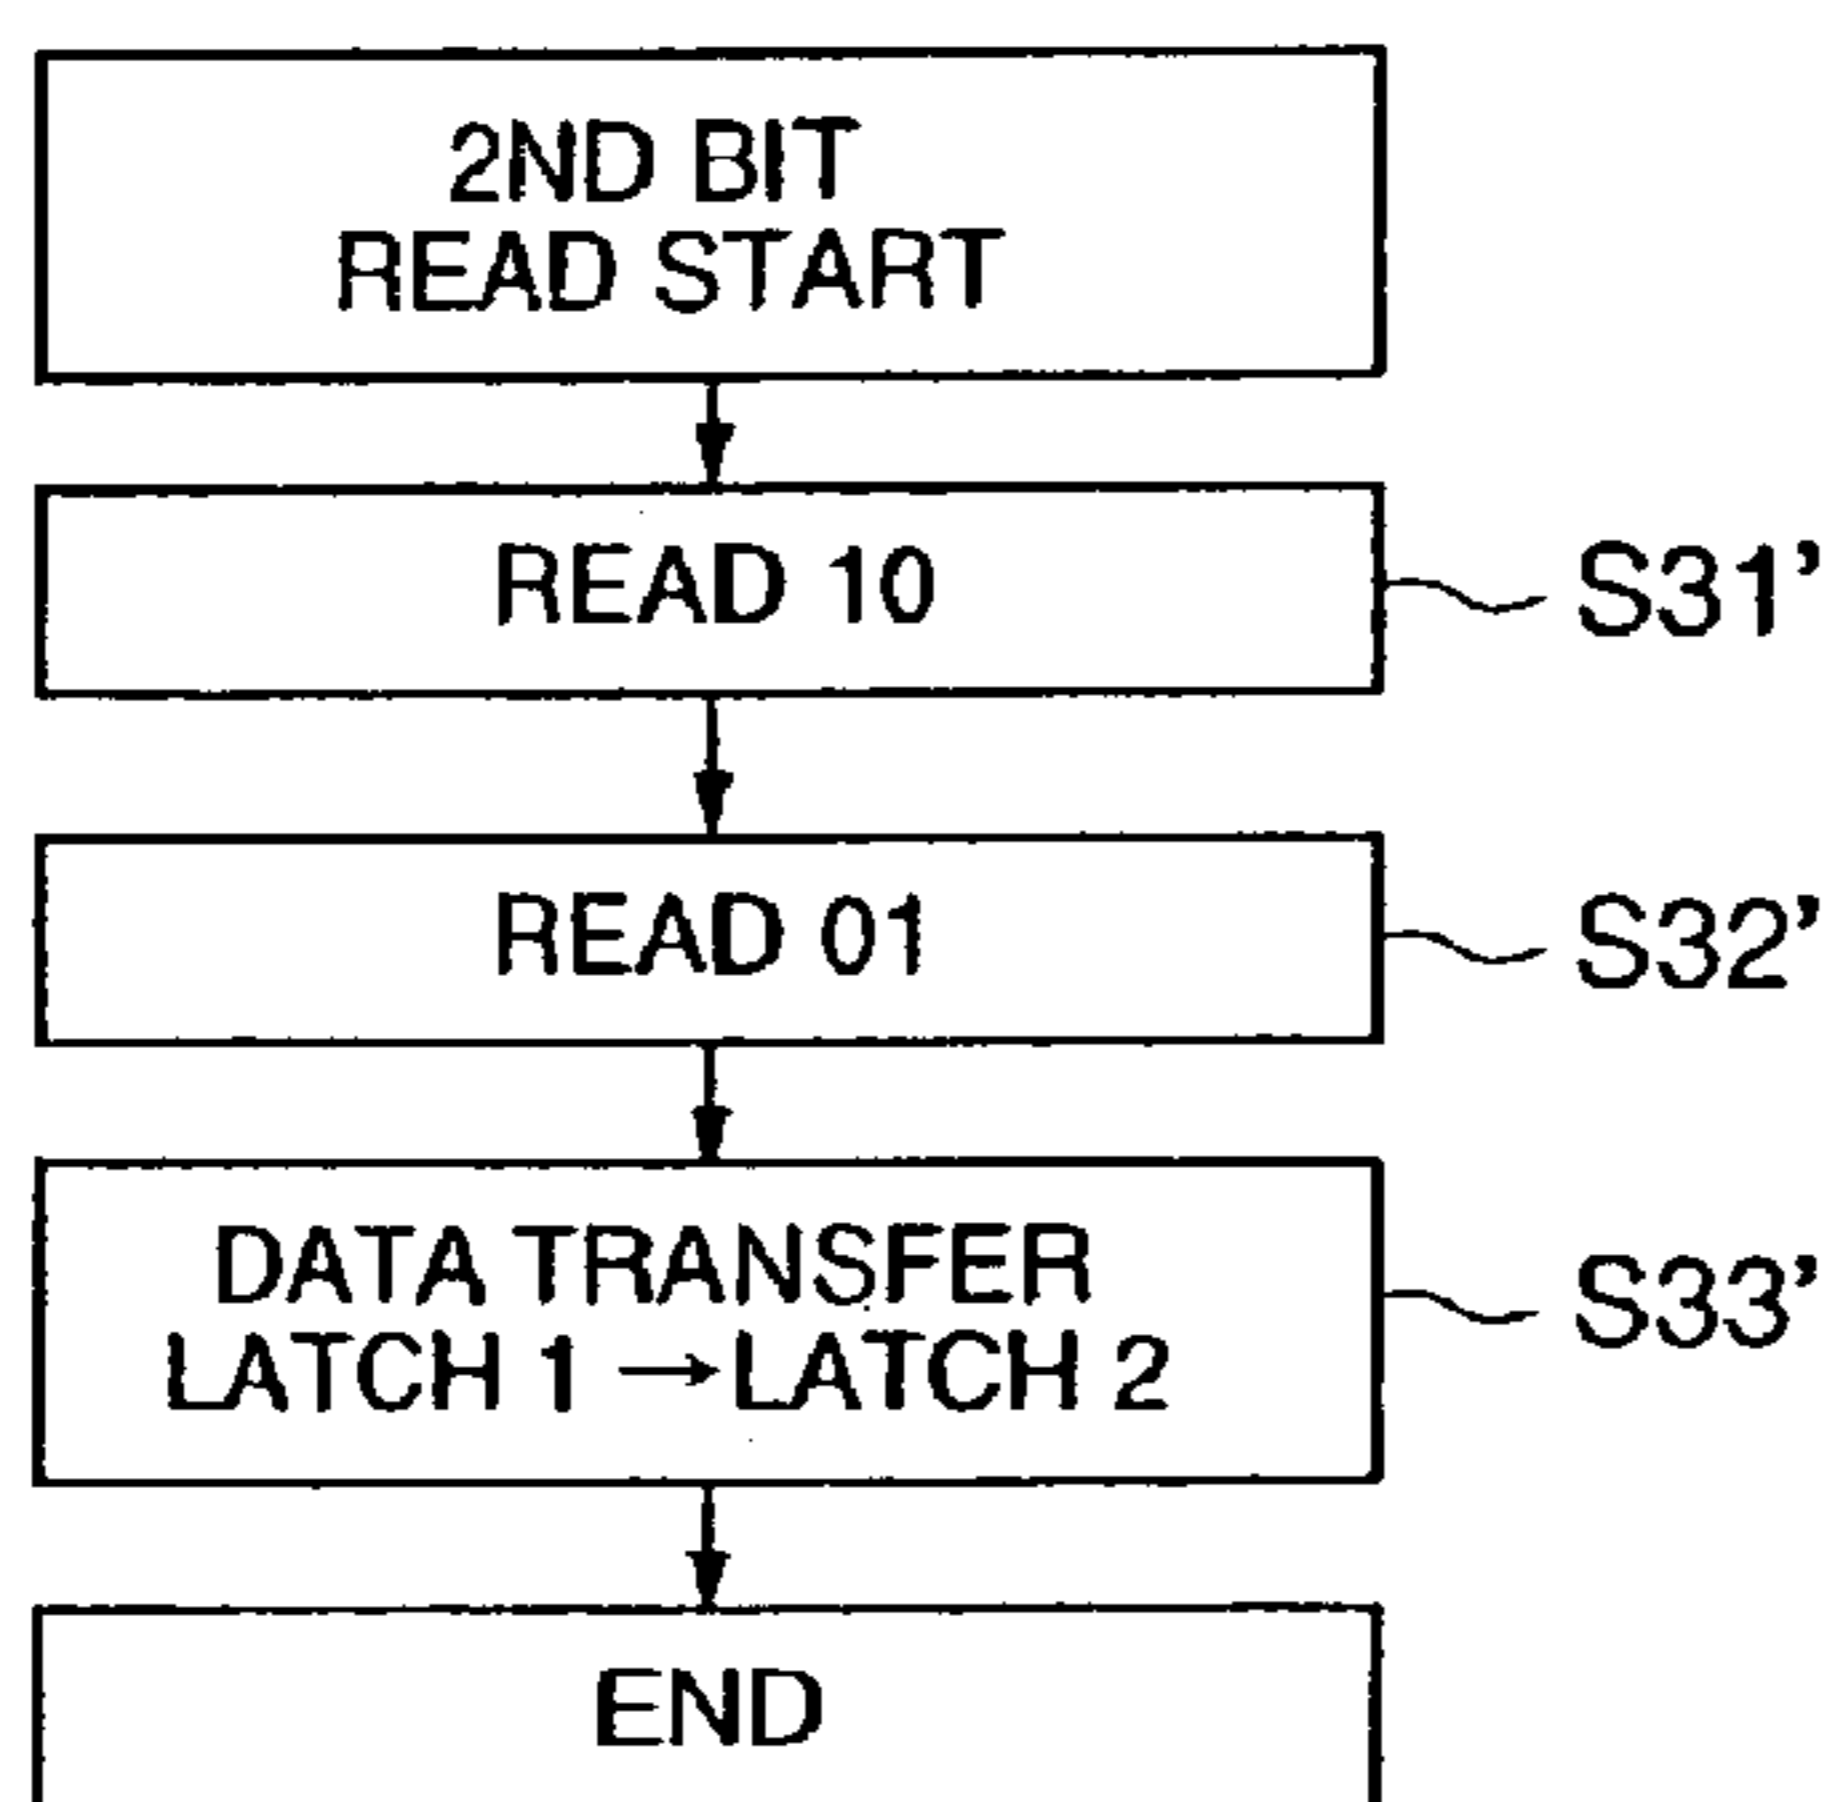 2ND BIT
READ START
READ 10
S31'
READ 01
S32'
DATA TRANSFER
LATCH 1 → LATCH 2
S33'
END